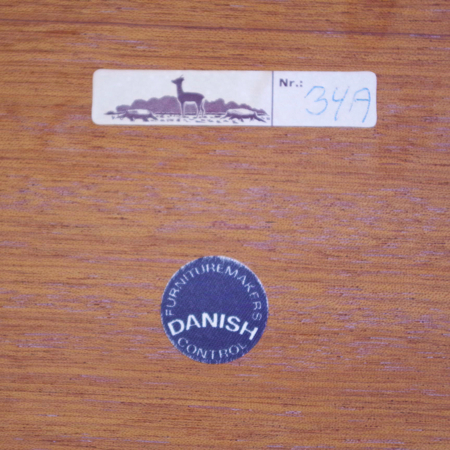 Nr.: 34A
FURNITUREMAKERS
DANISH
CONTROL